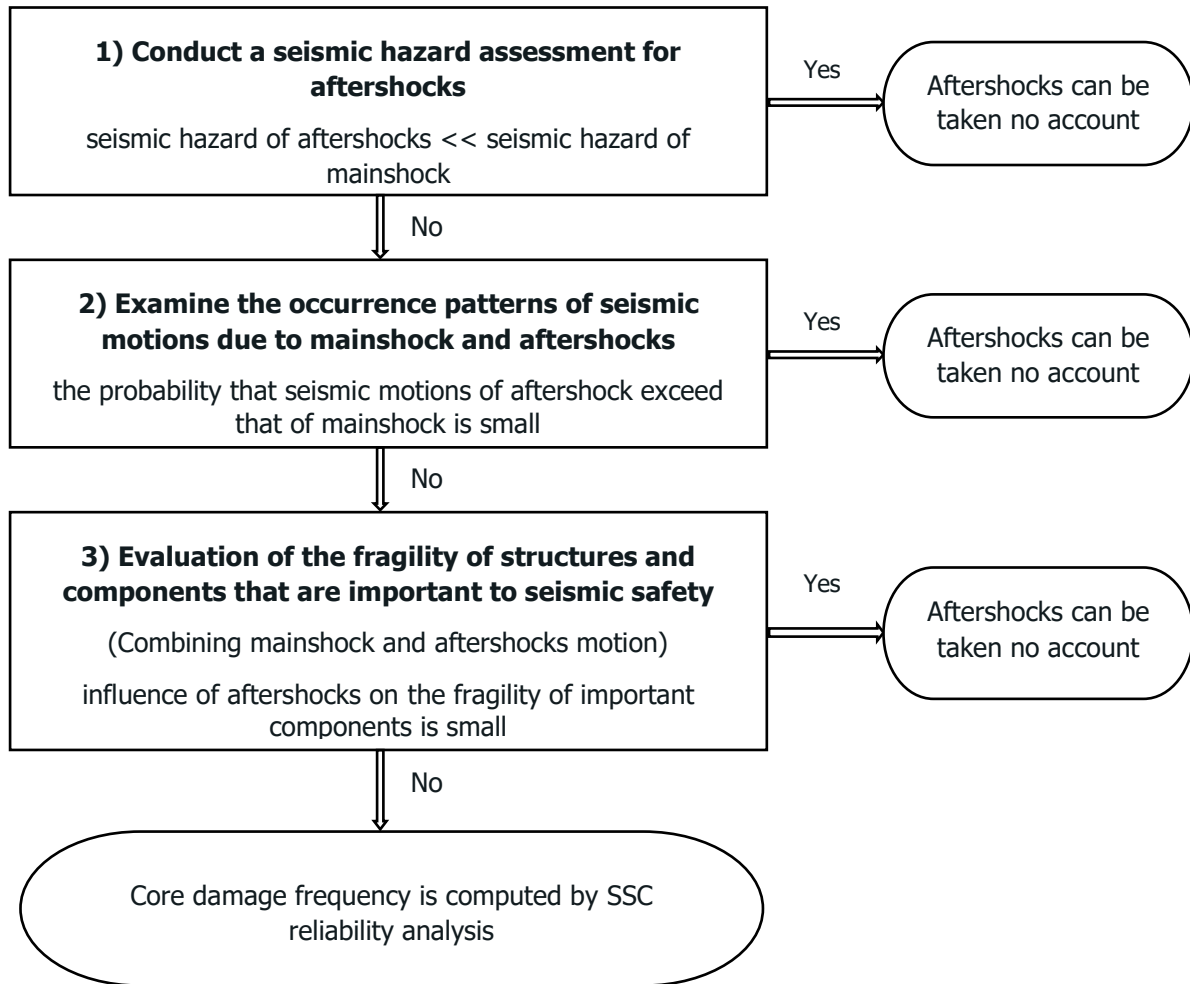 1) Conduct a seismic hazard assessment for
aftershocks
seismic hazard of aftershocks << seismic hazard of
mainshock
Yes
Aftershocks can be
taken no account
No
2) Examine the occurrence patterns of seismic
motions due to mainshock and aftershocks
the probability that seismic motions of aftershock exceed
that of mainshock is small
Yes
Aftershocks can be
taken no account
No
3) Evaluation of the fragility of structures and
components that are important to seismic safety
(Combining mainshock and aftershocks motion)
influence of aftershocks on the fragility of important
components is small
Yes
Aftershocks can be
taken no account
No
Core damage frequency is computed by SSC
reliability analysis